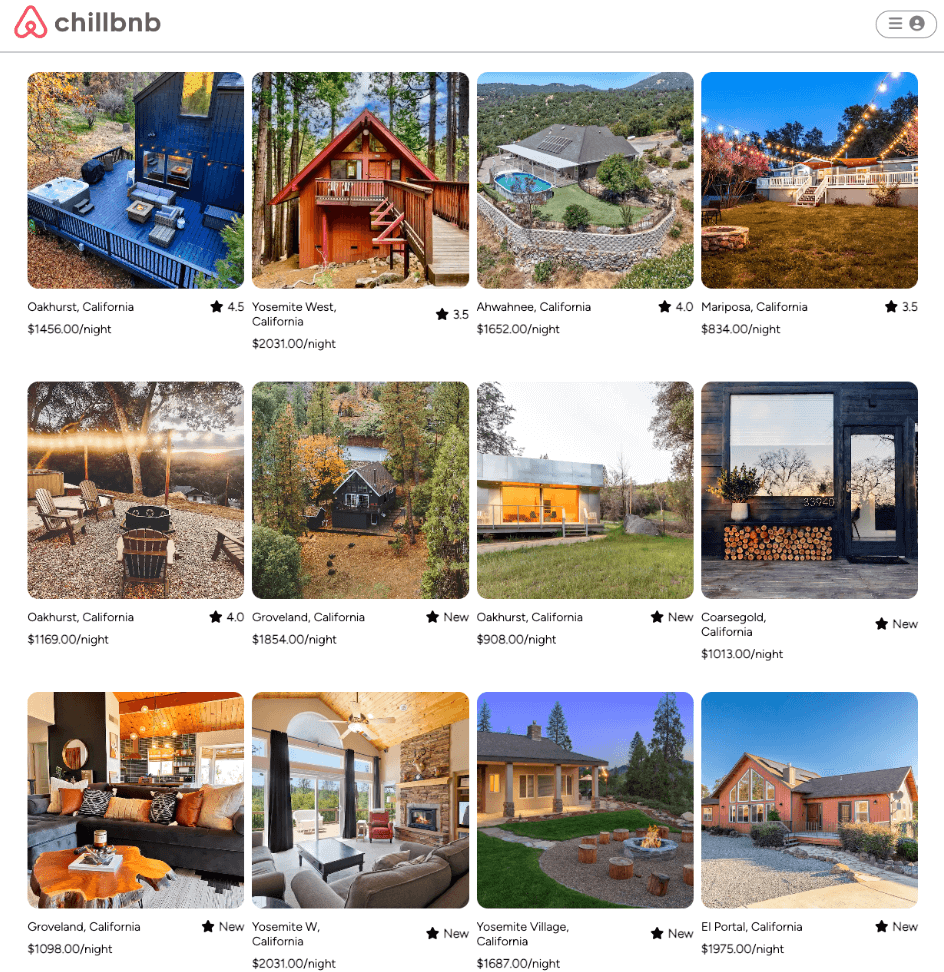 chillbnb
Oakhurst, California ★ 4.5
$1456.00/night
Yosemite West,
California ★ 3.5
$2031.00/night
Ahwahnee, California ★ 4.0
$1652.00/night
Mariposa, California ★ 3.5
$834.00/night
33940
Oakhurst, California ★ 4.0
$1169.00/night
Groveland, California ★ New
$1854.00/night
Oakhurst, California ★ New
$908.00/night
Coarsegold,
California ★ New
$1013.00/night
Groveland, California ★ New
$1098.00/night
Yosemite W,
California ★ New
$2031.00/night
Yosemite Village,
California ★ New
$1687.00/night
El Portal, California ★ New
$1975.00/night